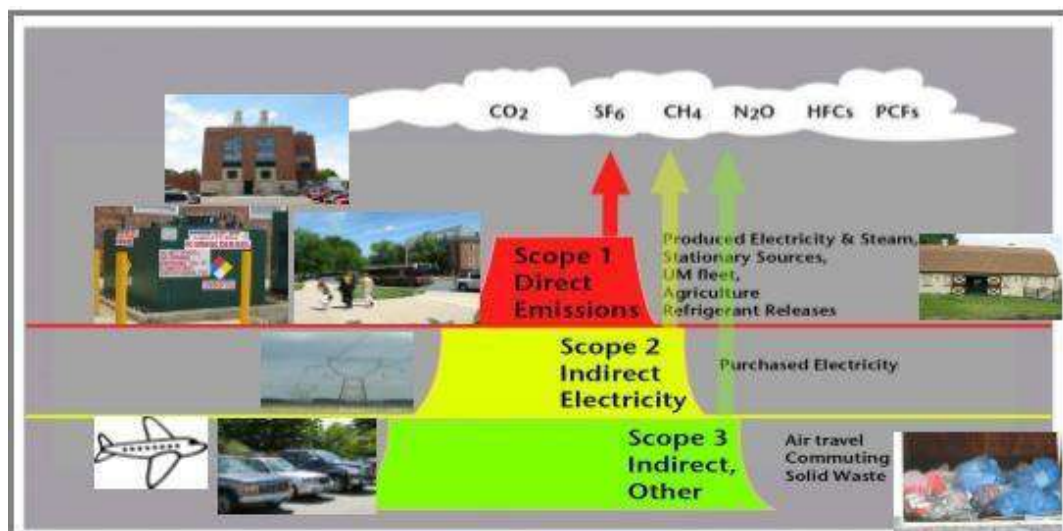 CO2 SF6 CH4 N2O HFCs PCFs
Scope 1
Direct
Emissions
Produced Electricity & Steam,
Stationary Sources,
UM fleet,
Agriculture
Refrigerant Releases
Scope 2
Indirect
Electricity
Purchased Electricity
Scope 3
Indirect,
Other
Air travel
Commuting
Solid Waste